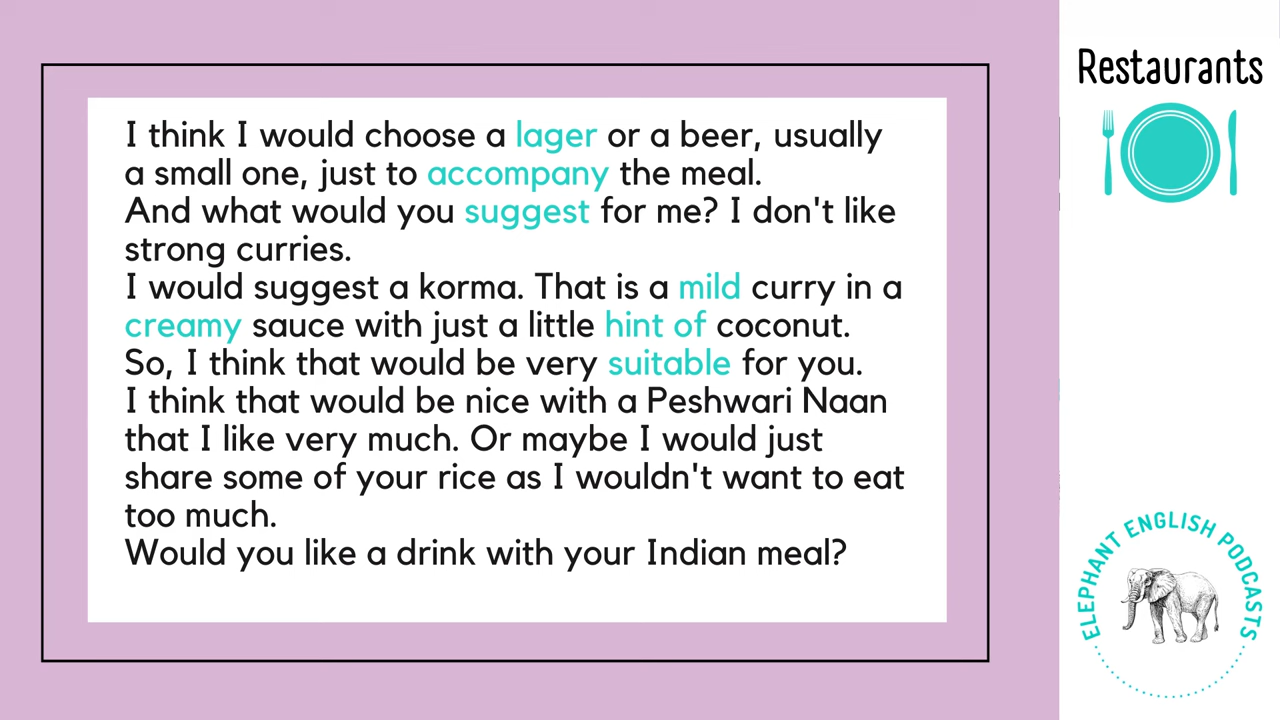 I think I would choose a lager or a beer, usually
a small one, just to accompany the meal.
And what would you suggest for me? I don't like
strong curries.
I would suggest a korma. That is a mild curry in a
creamy sauce with just a little hint of coconut.
So, I think that would be very suitable for you.
I think that would be nice with a Peshwari Naan
that I like very much. Or maybe I would just
share some of your rice as I wouldn't want to eat
too much.
Would you like a drink with your Indian meal?
Restaurants
ELEPHANT ENGLISH PODCASTS